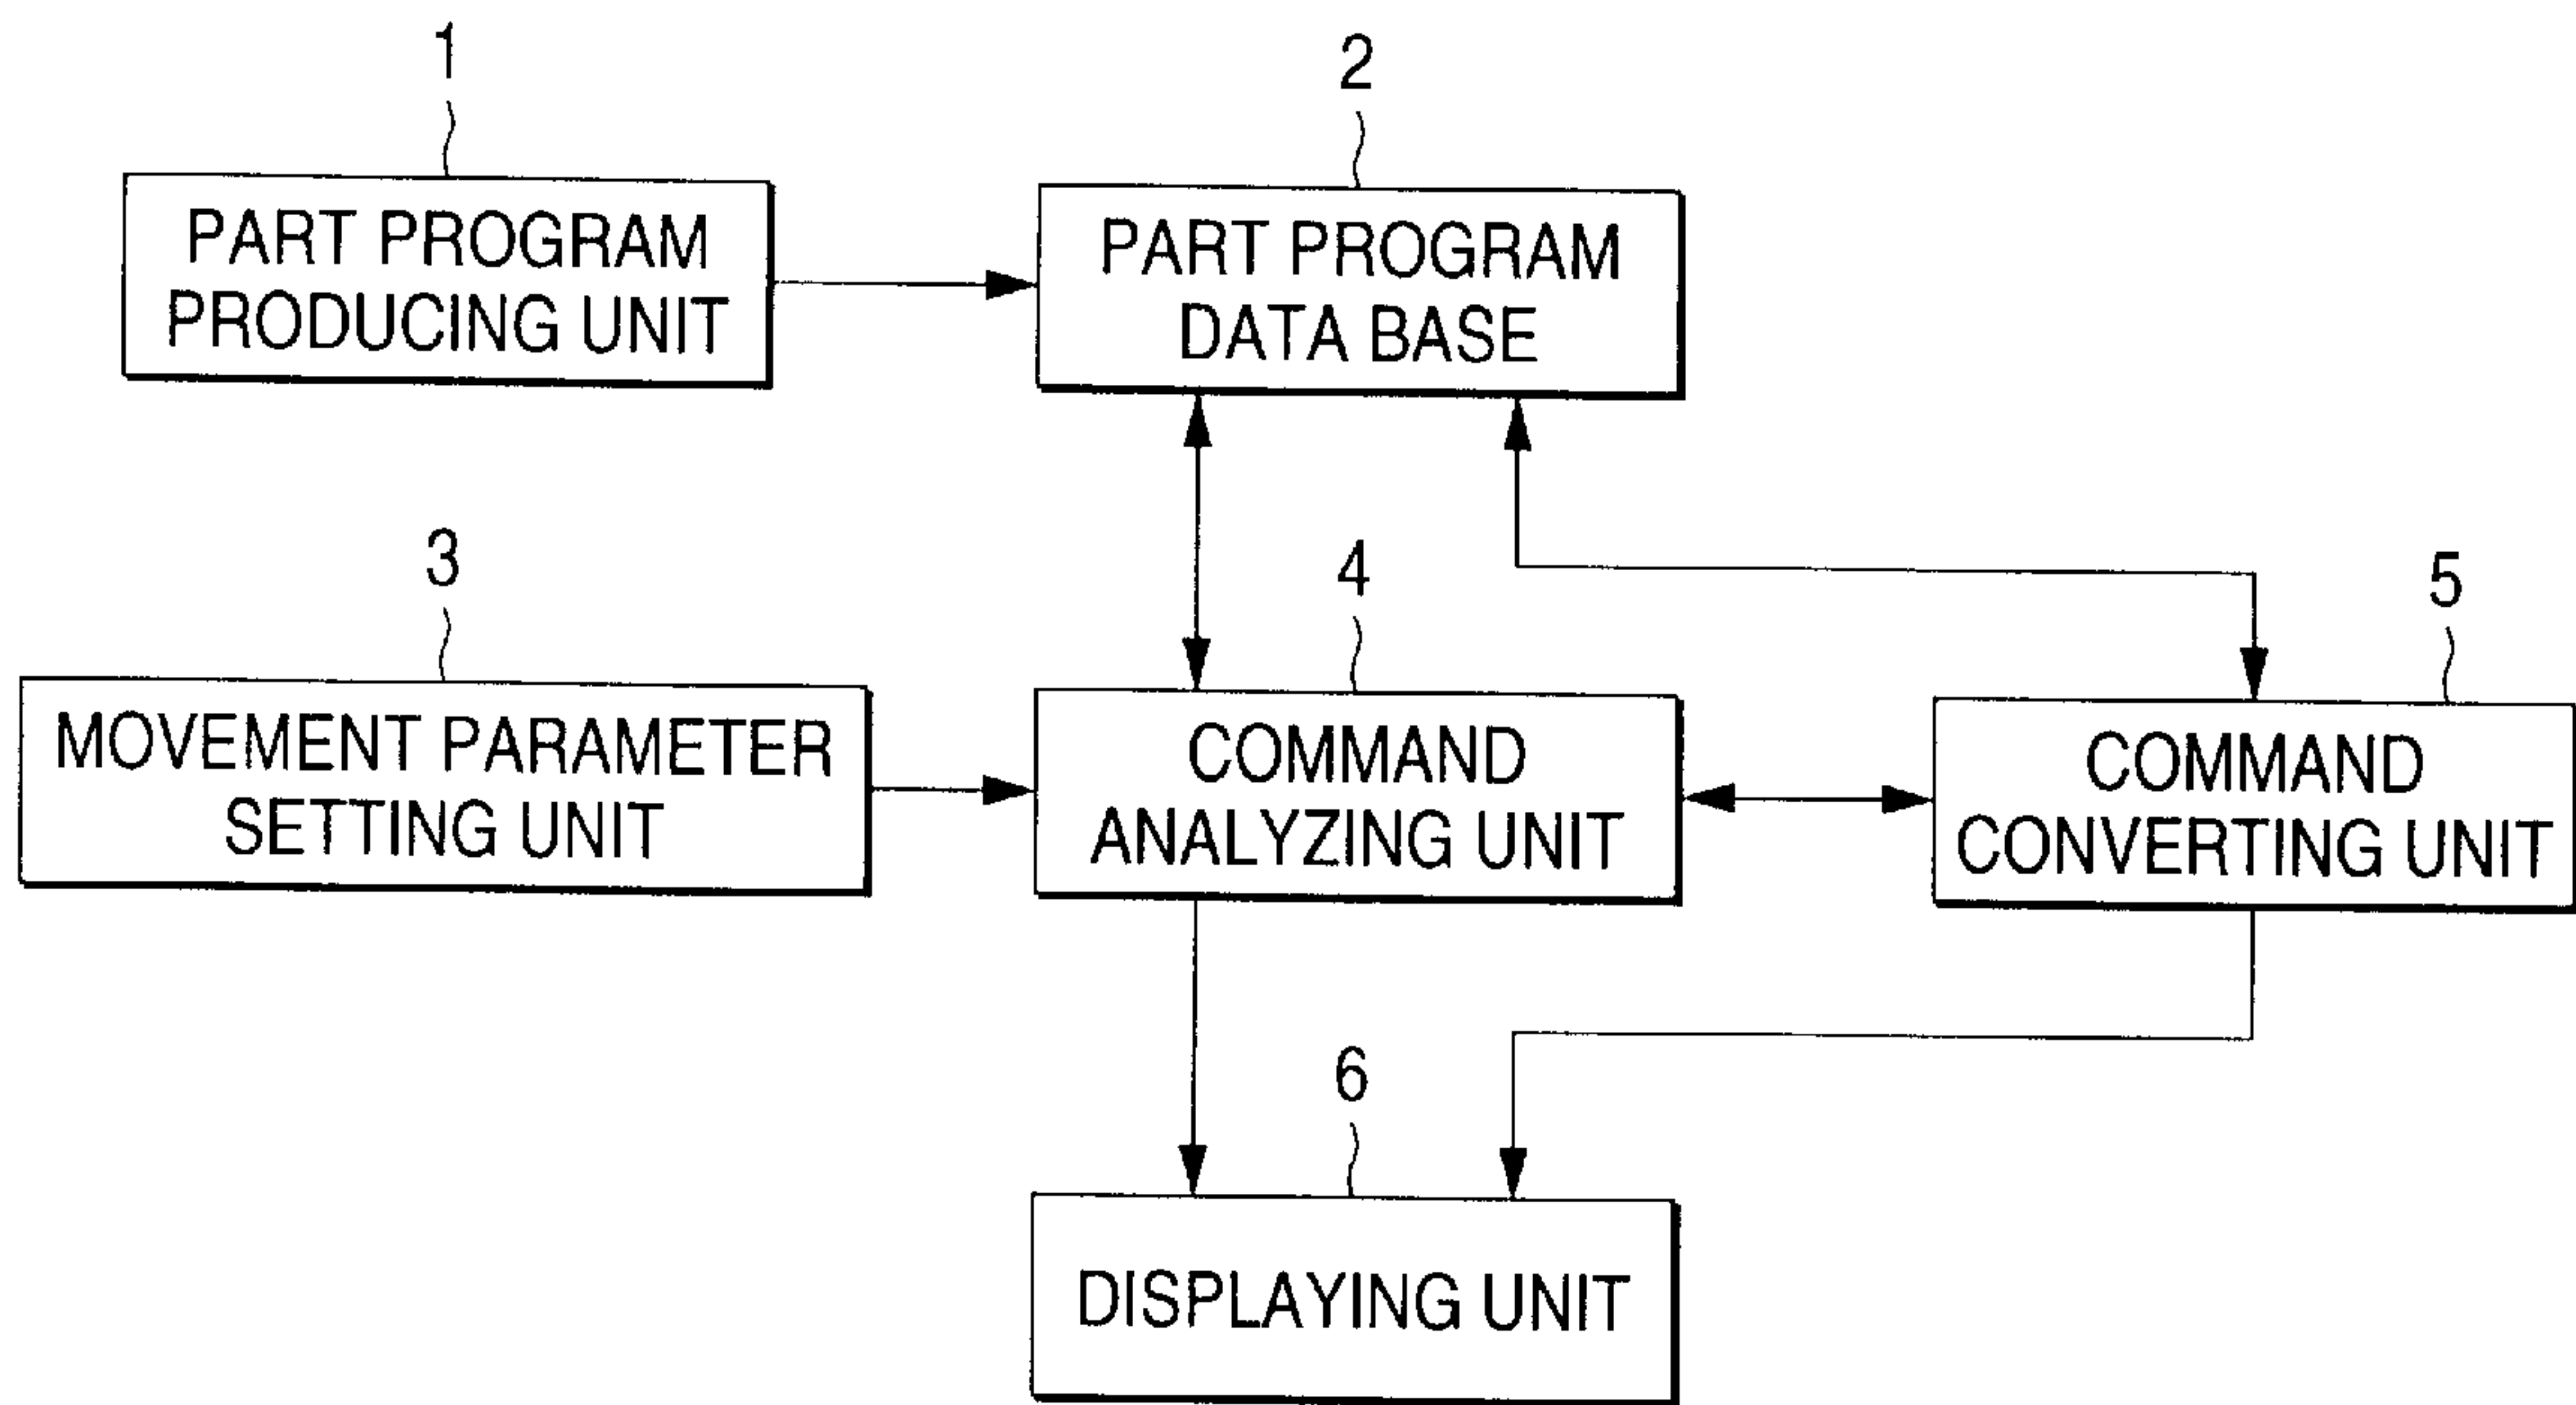 1
PART PROGRAM
PRODUCING UNIT
2
PART PROGRAM
DATA BASE
3
MOVEMENT PARAMETER
SETTING UNIT
4
COMMAND
ANALYZING UNIT
5
COMMAND
CONVERTING UNIT
6
DISPLAYING UNIT